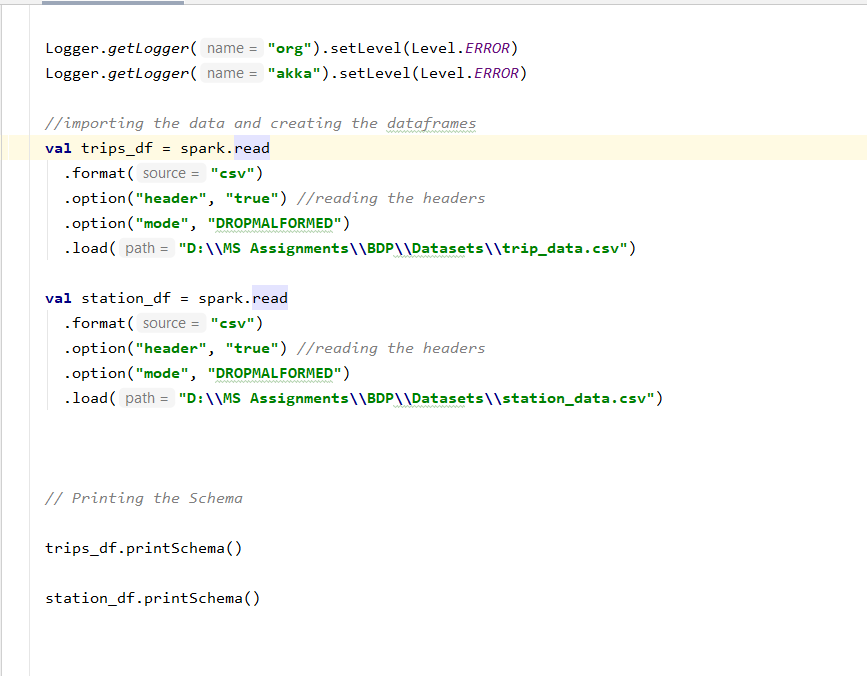 Logger.getLogger( name = "org").setLevel(Level.ERROR)
Logger.getLogger( name = "akka").setLevel(Level.ERROR)
//importing the data and creating the dataframes
val trips_df = spark.read
.format( source = "csv")
.option("header", "true") //reading the headers
.option("mode", "DROPMALFORMED")
.load( path = "D:\\MS Assignments\\BDP\\Datasets\\trip_data.csv")
val station_df = spark.read
.format( source = "csv")
.option("header", "true") //reading the headers
.option("mode", "DROPMALFORMED")
.load( path = "D:\\MS Assignments\\BDP\\Datasets\\station_data.csv")
// Printing the Schema
trips_df.printSchema()
station_df.printSchema()